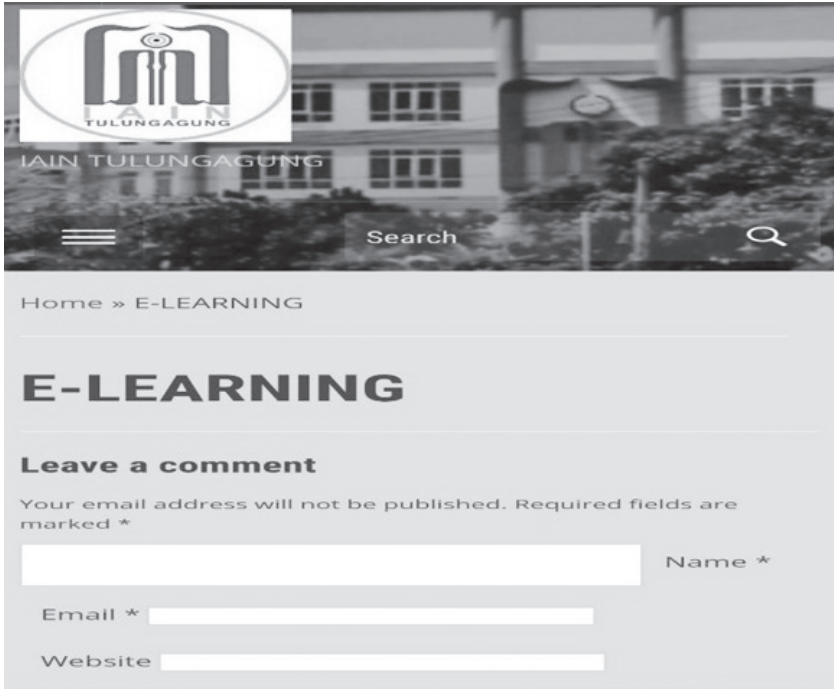 IAIN
TULUNGAGUNG
IAIN TULUNGAGUNG
Search
Home » E-LEARNING
E-LEARNING
Leave a comment
Your email address will not be published. Required fields are
marked *
Name *
Email *
Website